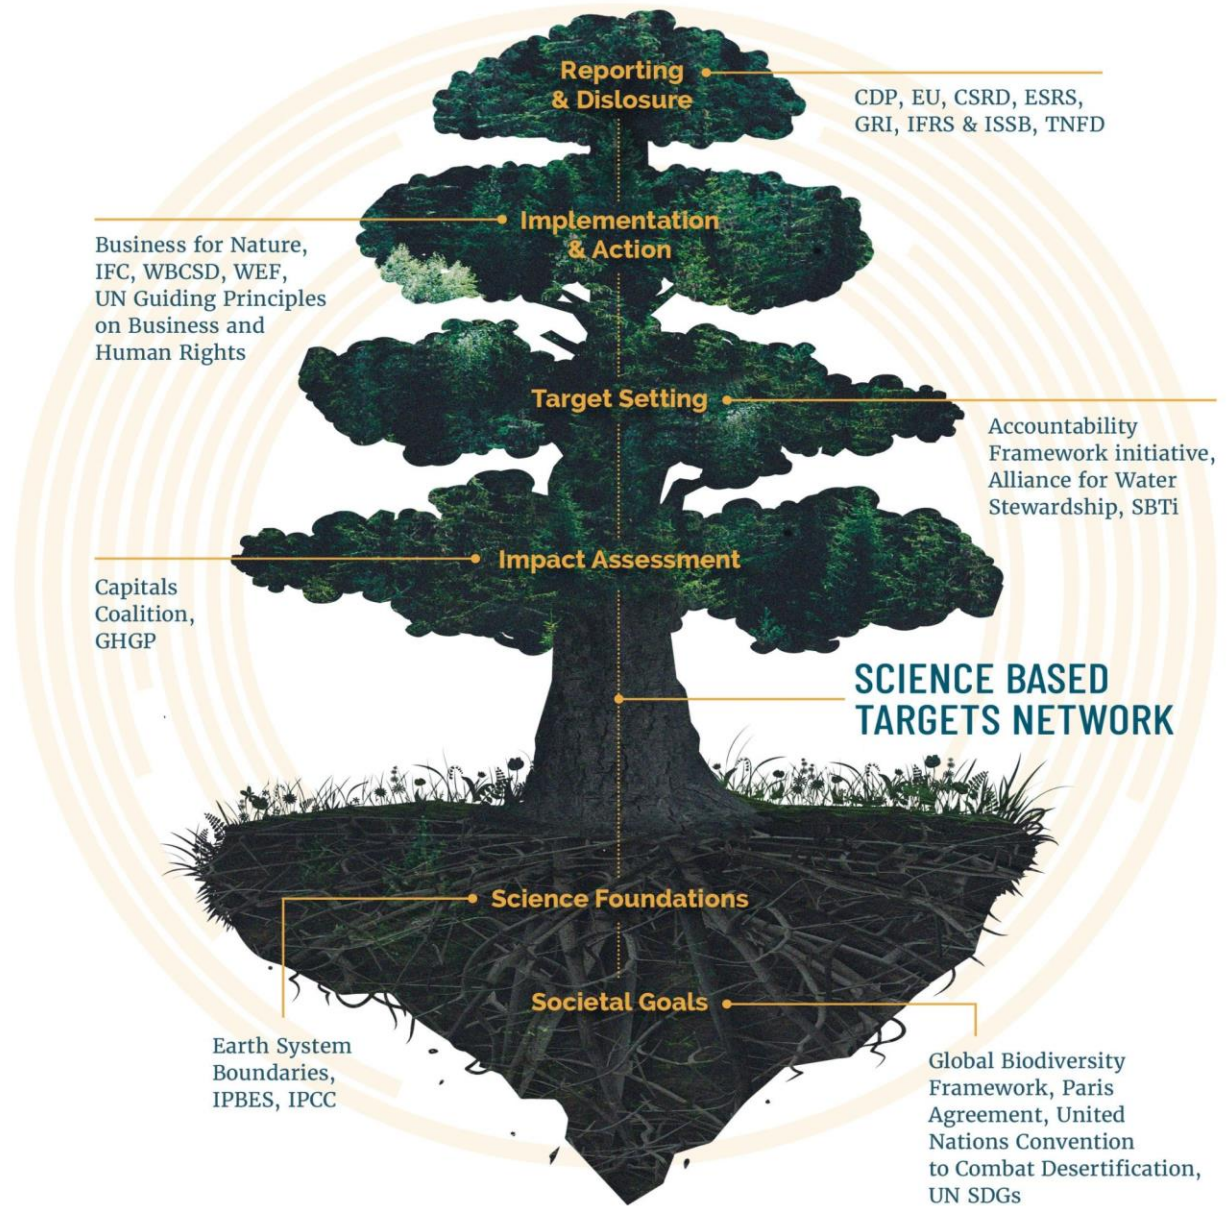 Reporting
& Dislosure
CDP, EU, CSRD, ESRS,
GRI, IFRS & ISSB, TNFD
Implementation
& Action
Business for Nature,
IFC, WBCSD, WEF,
UN Guiding Principles
on Business and
Human Rights
Target Setting
Accountability
Framework initiative,
Alliance for Water
Stewardship, SBTi
Impact Assessment
Capitals
Coalition,
GHGP
SCIENCE BASED
TARGETS NETWORK
Science Foundations
Earth System
Boundaries,
IPBES, IPCC
Societal Goals
Global Biodiversity
Framework, Paris
Agreement, United
Nations Convention
to Combat Desertification,
UN SDGs